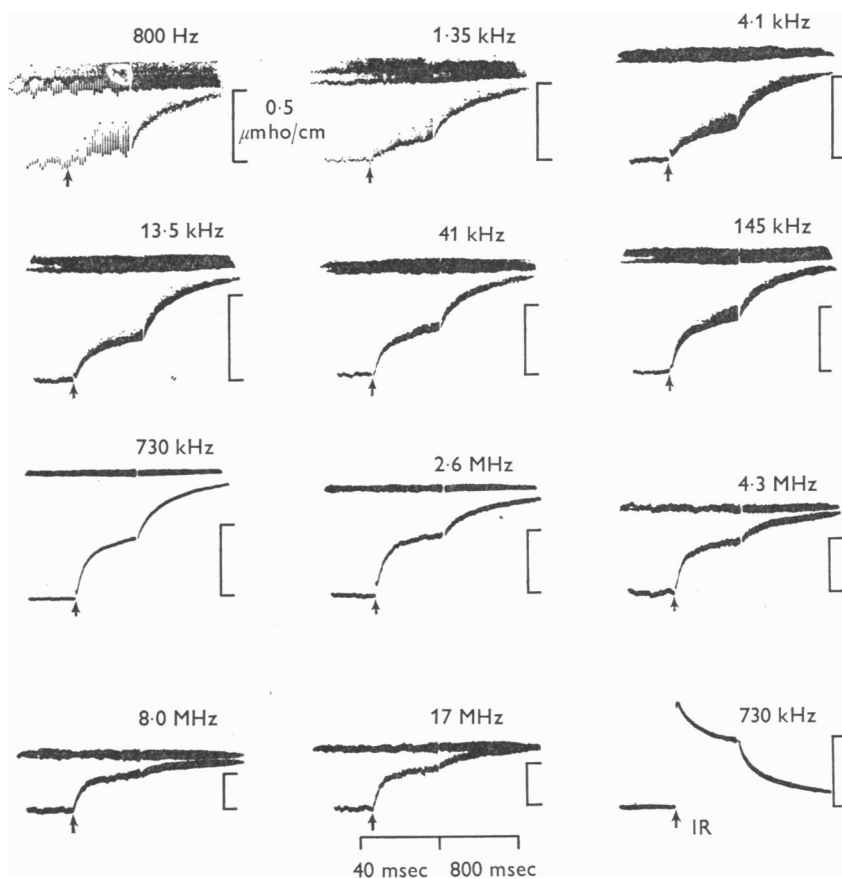 800 Hz
1·35 kHz
4·1 kHz
0·5
μmho/cm
13·5 kHz
41 kHz
145 kHz
730 kHz
2·6 MHz
4·3 MHz
8·0 MHz
17 MHz
730 kHz
IR
40 msec 800 msec